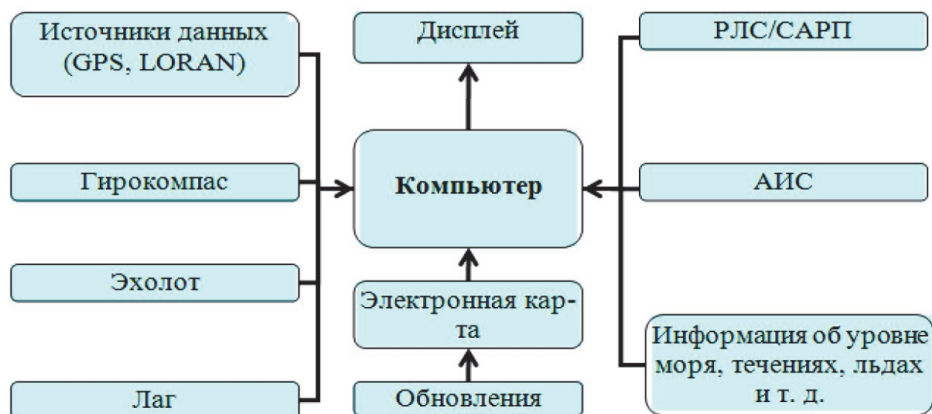 Источники данных
(GPS, LORAN)
Гирокомпас
Эхолот
Лаг
Дисплей
Компьютер
Электронная кар-
та
Обновления
РЛС/САРП
АИС
Информация об уровне
моря, течениях, льдах
и т. д.